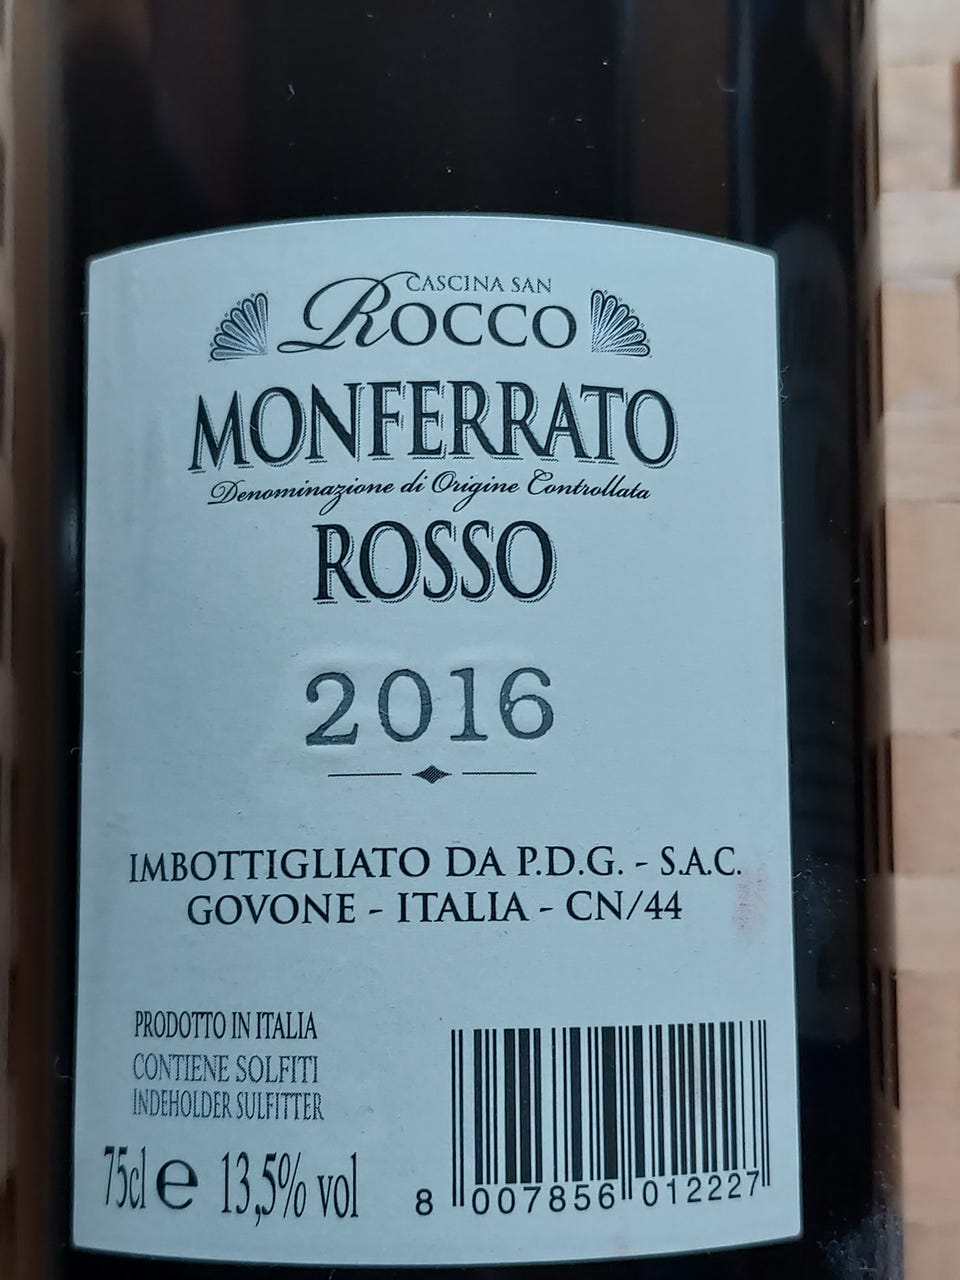 CASCINA SAN
ROCCO
MONFERRATO
Denominazione di Origine Controllata
ROSSO
2016
IMBOTTIGLIATO DA P.D.G. - S.A.C.
GOVONE - ITALIA - CN/44
PRODOTTO IN ITALIA
CONTIENE SOLFITI
INDEHOLDER SULFITTER
75cl e 13,5% vol
8 007856 012227